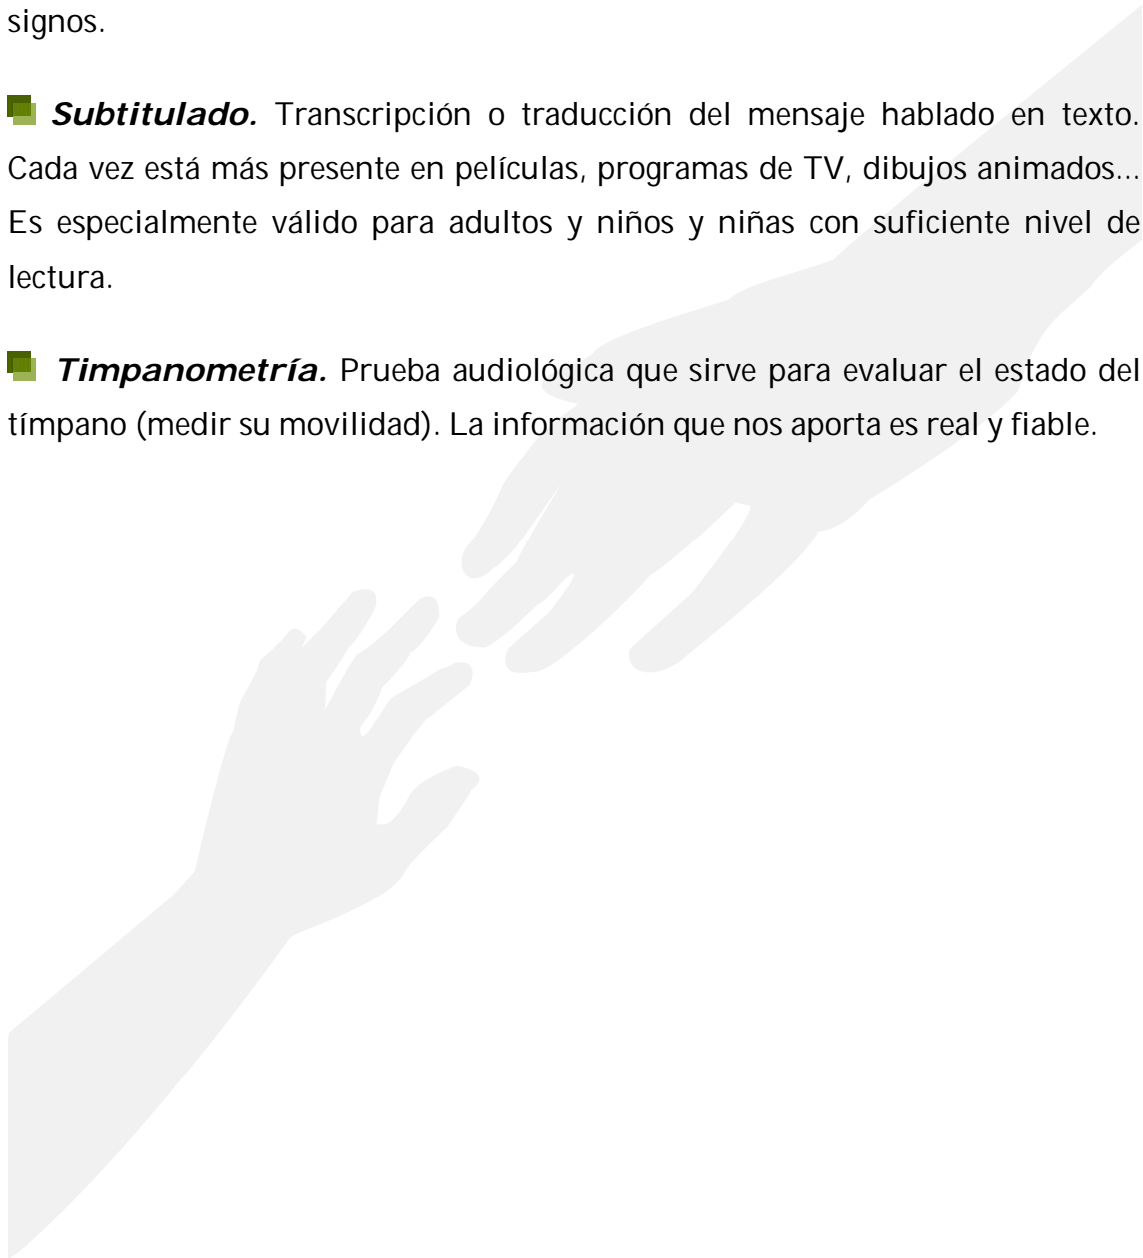 signos.
Subtitulado. Transcripción o traducción del mensaje hablado en texto.
Cada vez está más presente en películas, programas de TV, dibujos animados...
Es especialmente válido para adultos y niños y niñas con suficiente nivel de
lectura.
Timpanometría. Prueba audiológica que sirve para evaluar el estado del
tímpano (medir su movilidad). La información que nos aporta es real y fiable.